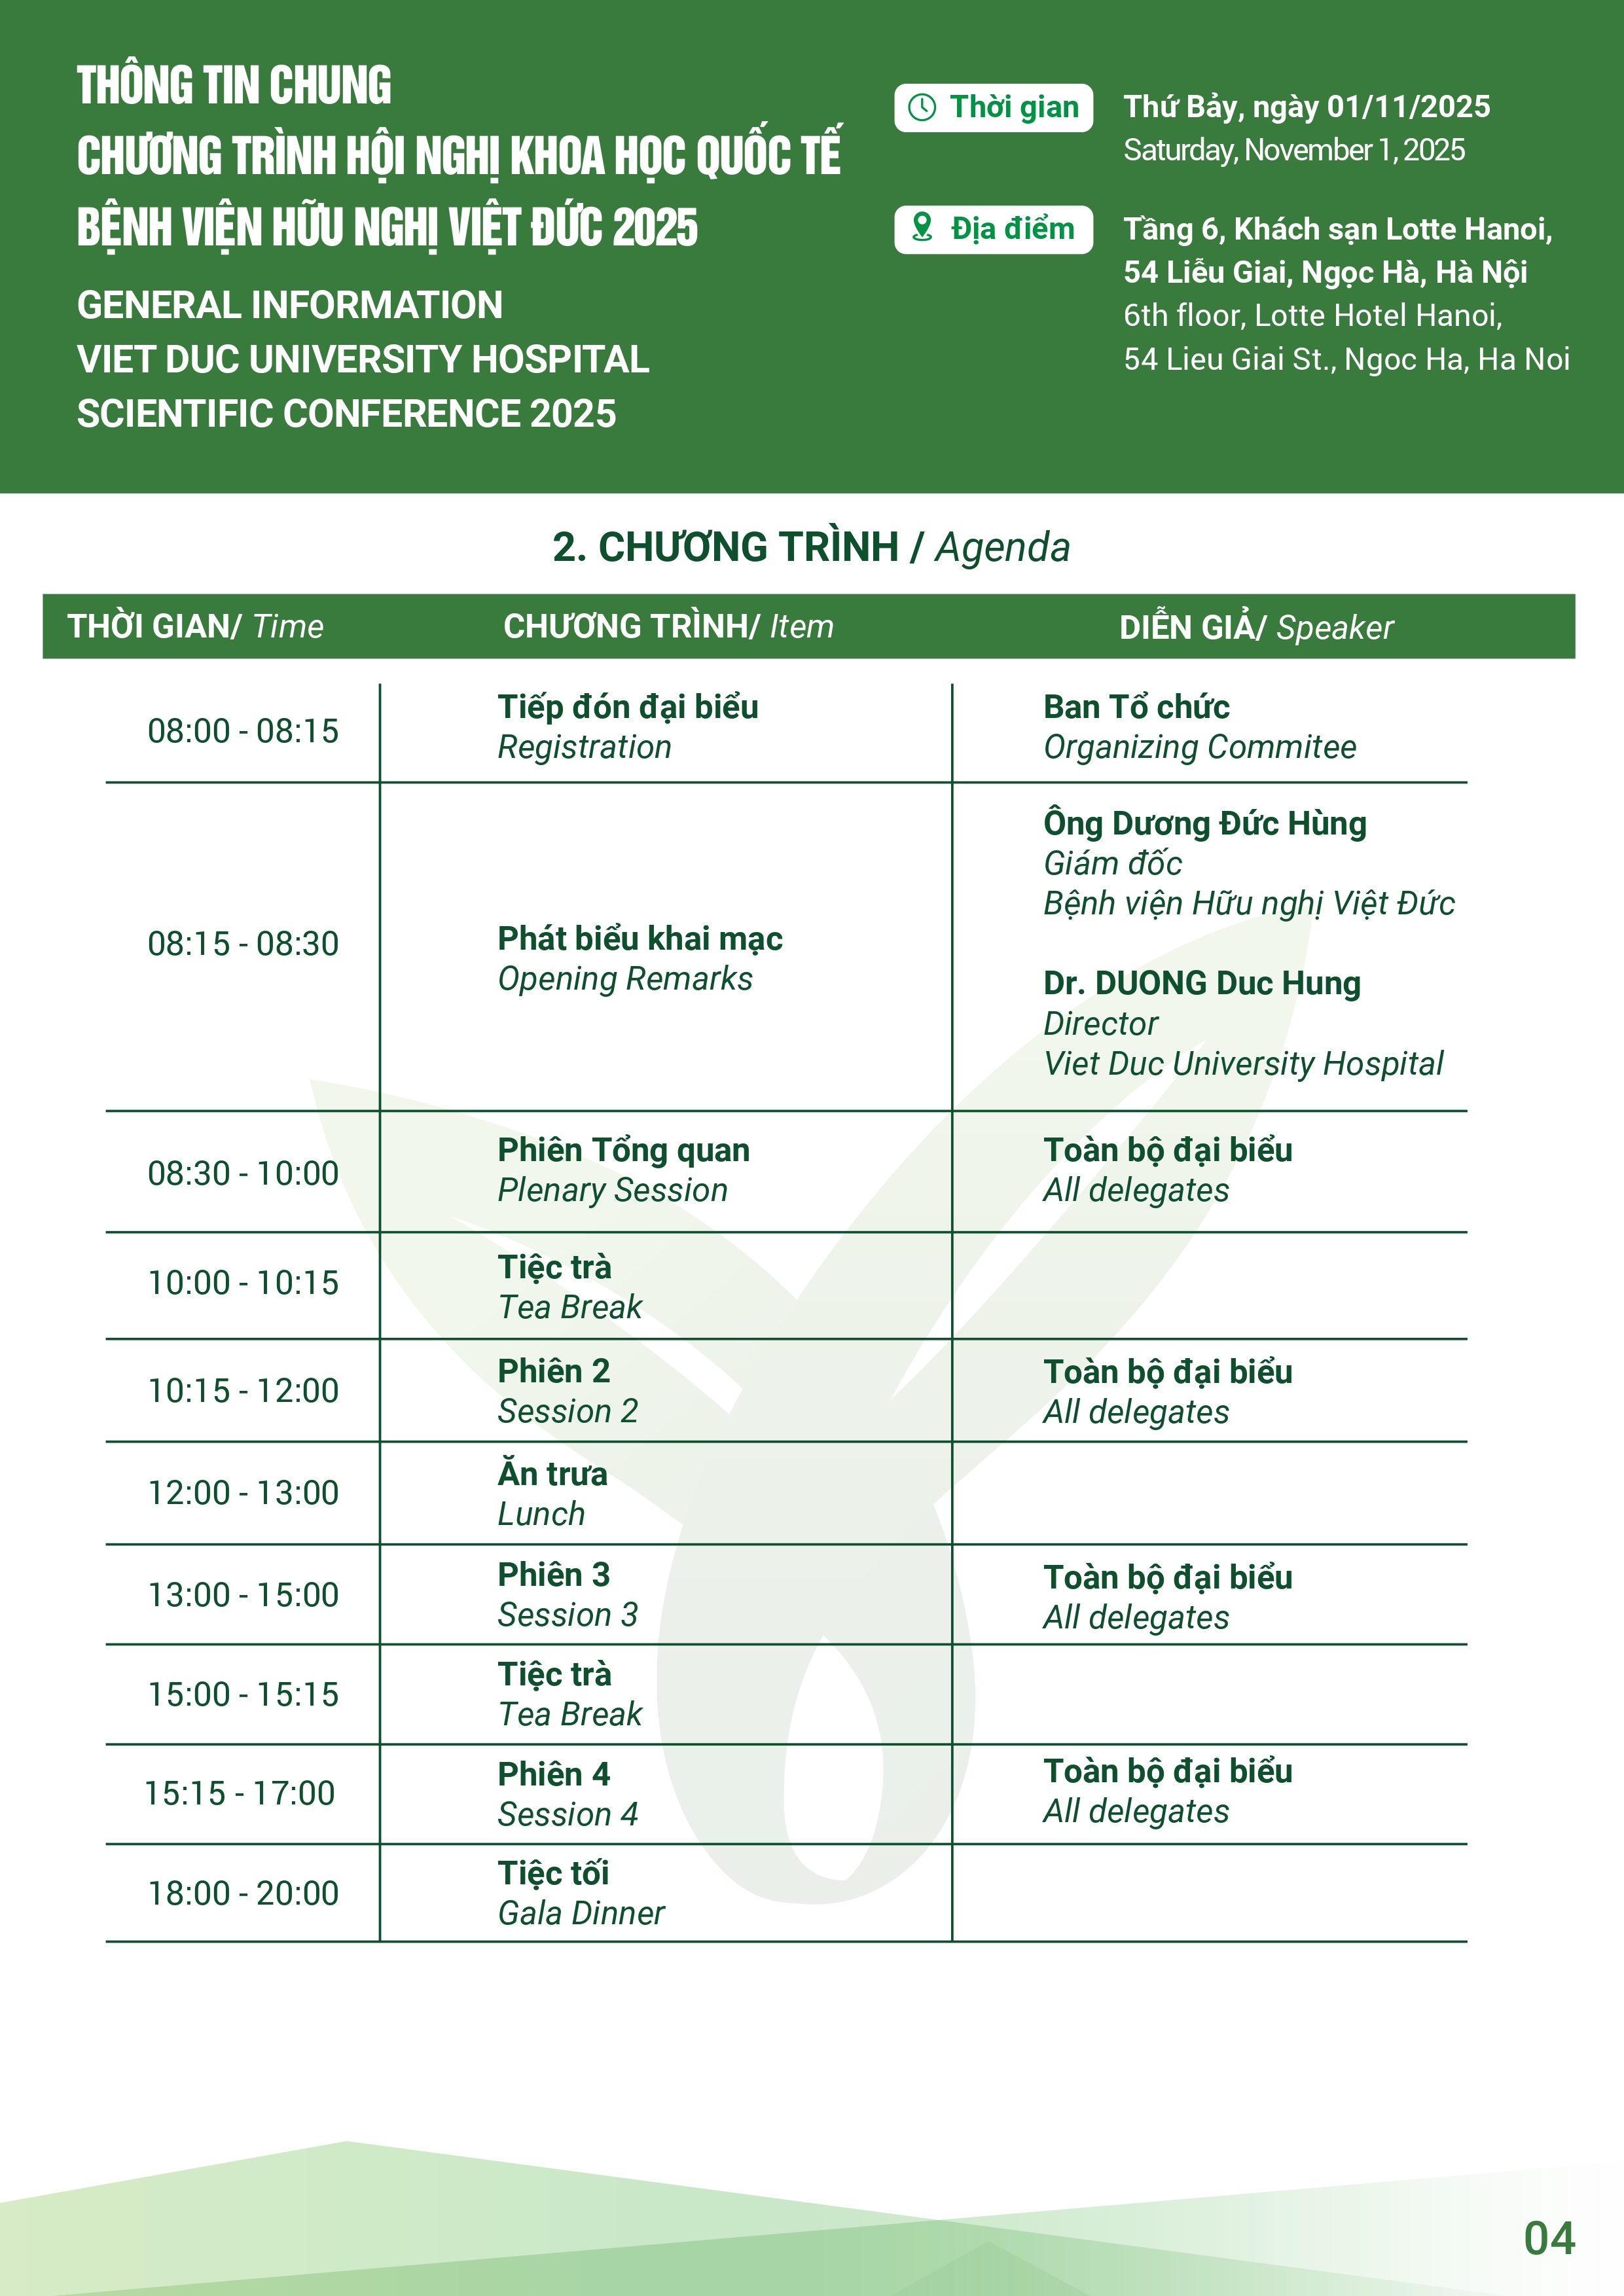 THÔNG TIN CHUNG
CHƯƠNG TRÌNH HỘI NGHỊ KHOA HỌC QUỐC TẾ
BỆNH VIỆN HỮU NGHỊ VIỆT ĐỨC 2025
GENERAL INFORMATION
VIET DUC UNIVERSITY HOSPITAL
SCIENTIFIC CONFERENCE 2025
Thời gian
Thứ Bảy, ngày 01/11/2025
Saturday, November 1, 2025
Địa điểm
Tầng 6, Khách sạn Lotte Hanoi,
54 Liễu Giai, Ngọc Hà, Hà Nội
6th floor, Lotte Hotel Hanoi,
54 Lieu Giai St., Ngoc Ha, Ha Noi
2. CHƯƠNG TRÌNH / Agenda
THỜI GIAN/ Time
CHƯƠNG TRÌNH/ Item
DIỄN GIẢ/ Speaker
08:00 - 08:15
Tiếp đón đại biểu
Registration
Ban Tổ chức
Organizing Commitee
08:15 - 08:30
Phát biểu khai mạc
Opening Remarks
Ông Dương Đức Hùng
Giám đốc
Bệnh viện Hữu nghị Việt Đức
Dr. DUONG Duc Hung
Director
Viet Duc University Hospital
08:30 - 10:00
Phiên Tổng quan
Plenary Session
Toàn bộ đại biểu
All delegates
10:00 - 10:15
Tiệc trà
Tea Break
10:15 - 12:00
Phiên 2
Session 2
Toàn bộ đại biểu
All delegates
12:00 - 13:00
Ăn trưa
Lunch
13:00 - 15:00
Phiên 3
Session 3
Toàn bộ đại biểu
All delegates
15:00 - 15:15
Tiệc trà
Tea Break
15:15 - 17:00
Phiên 4
Session 4
Toàn bộ đại biểu
All delegates
18:00 - 20:00
Tiệc tối
Gala Dinner
04